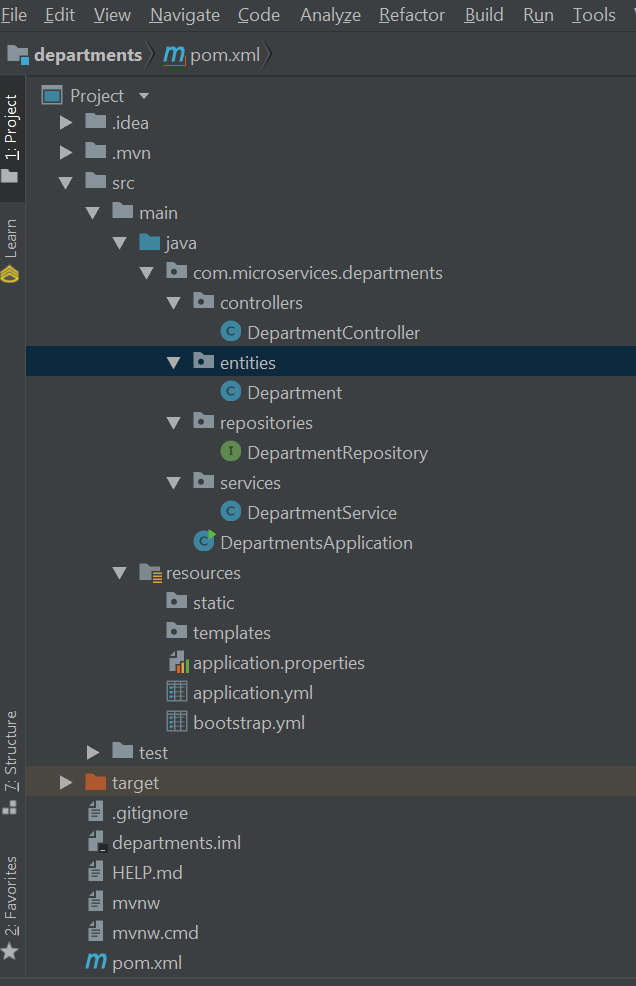 File Edit View Navigate Code Analyze Refactor Build Run Tools
departments pom.xml
Project
.idea
.mvn
src
main
java
com.microservices.departments
controllers
DepartmentController
entities
Department
repositories
DepartmentRepository
services
DepartmentService
DepartmentsApplication
resources
static
templates
application.properties
application.yml
bootstrap.yml
test
target
.gitignore
departments.iml
HELP.md
mvnw
mvnw.cmd
pom.xml
1: Project
Learn
7: Structure
2: Favorites